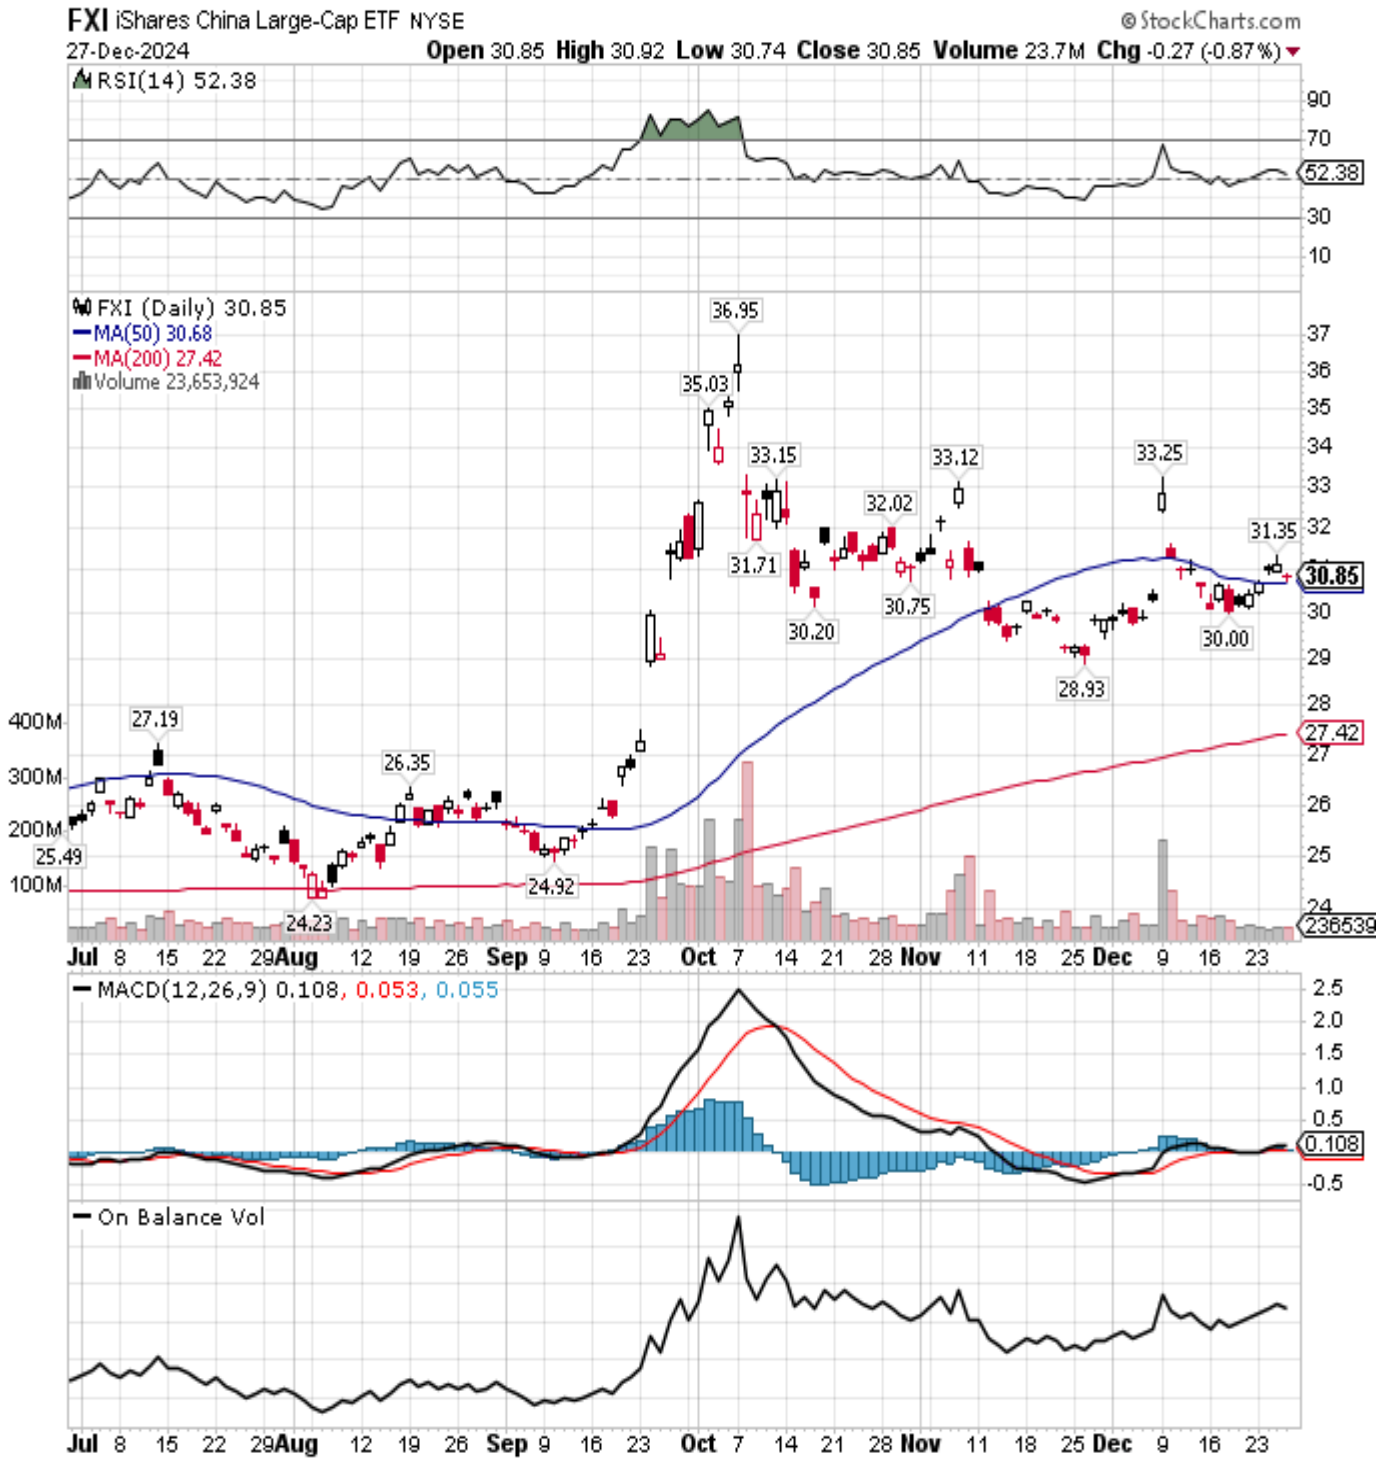 FXI iShares China Large-Cap ETF NYSE
© StockCharts.com
27-Dec-2024
Open 30.85 High 30.92 Low 30.74 Close 30.85 Volume 23.7M Chg -0.27 (-0.87%)
RSI(14) 52.38
90
70
52.38
30
10
FXI (Daily) 30.85
MA(50) 30.68
MA(200) 27.42
Volume 23,653,924
36.95
37
36
35.03
35
34
33.15
33.12
33.25
33
32.02
32
31.35
31.71
30.85
30.75
30
30.20
30.00
29
28.93
28
400M
27.19
27.42
27
26.35
300M
26
200M
25.49
25
24.92
100M
24
24.23
236539
Jul 8 15 22 29 Aug 12 19 26 Sep 9 16 23 Oct 7 14 21 28 Nov 11 18 25 Dec 9 16 23
MACD(12,26,9) 0.108, 0.053, 0.055
2.5
2.0
1.5
1.0
0.5
0.108
-0.5
On Balance Vol
Jul 8 15 22 29 Aug 12 19 26 Sep 9 16 23 Oct 7 14 21 28 Nov 11 18 25 Dec 9 16 23